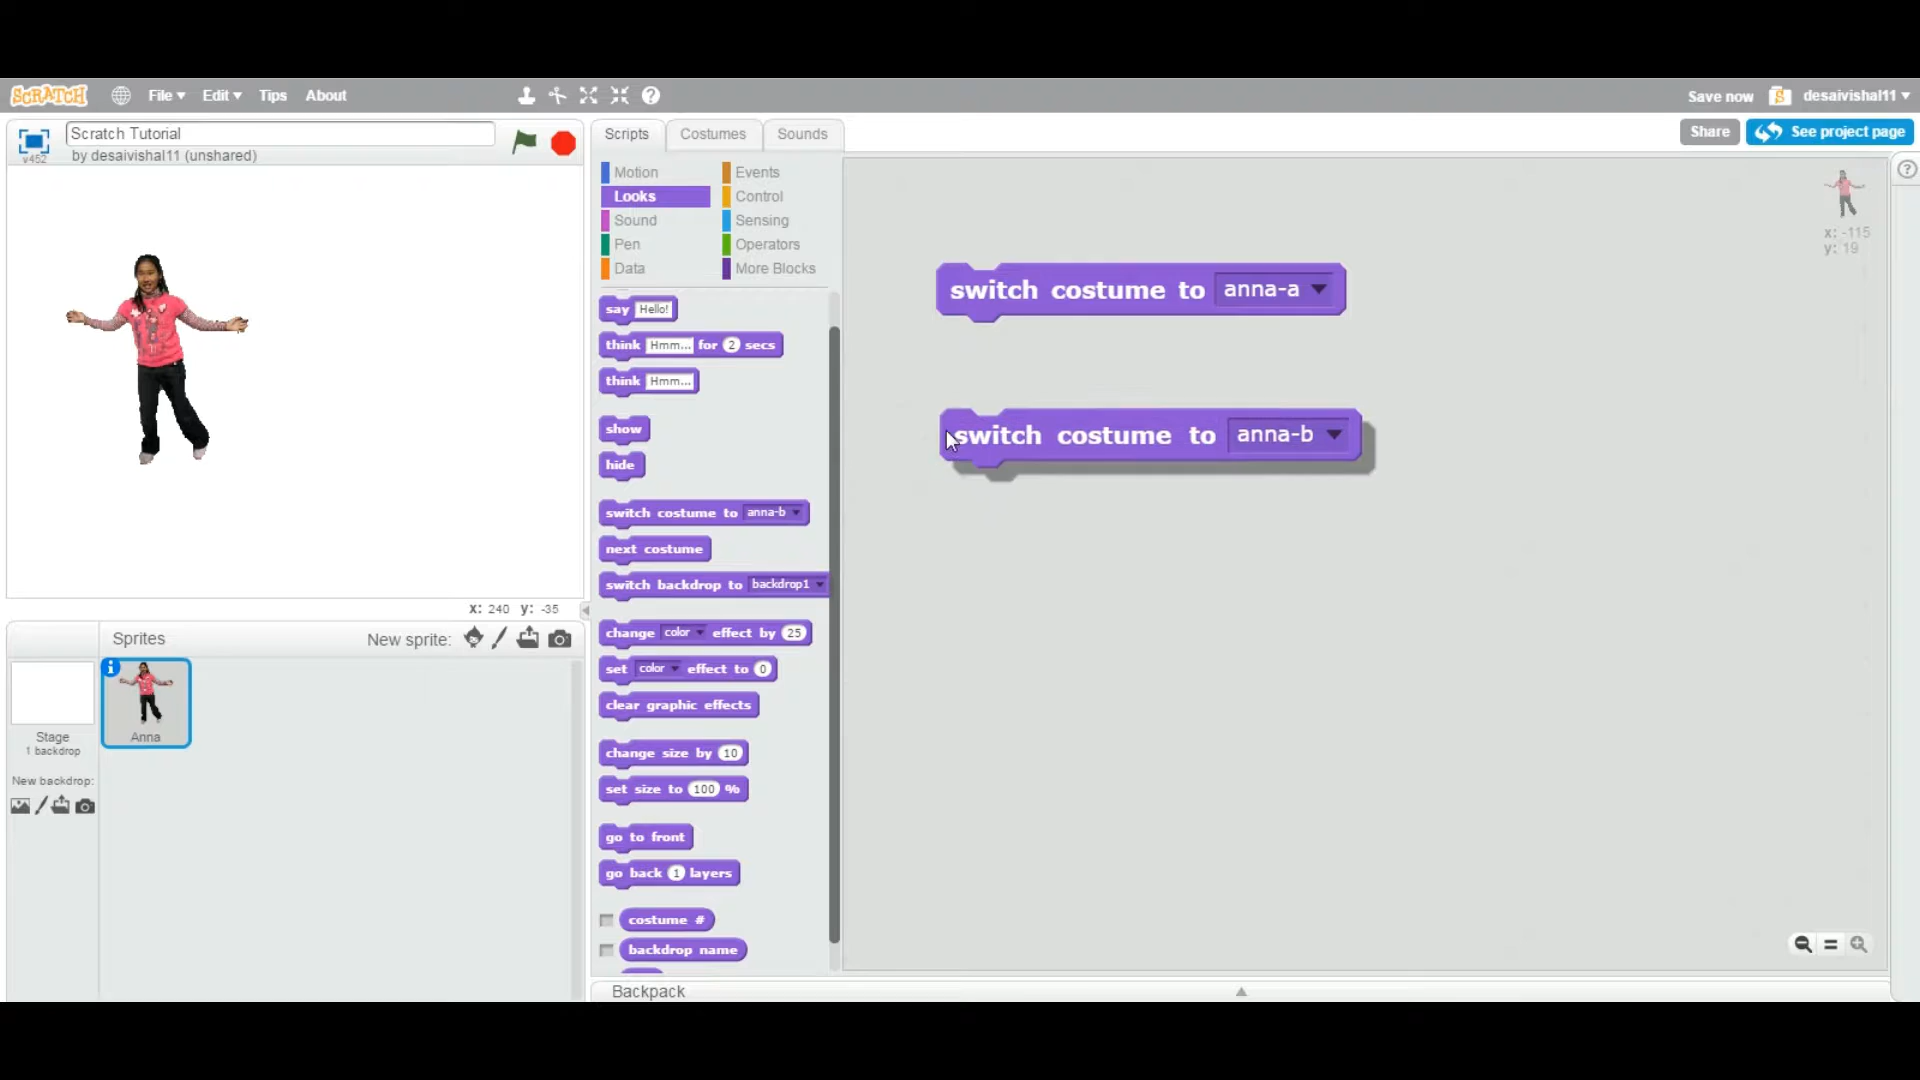 SCRATCH File Edit Tips About Save now desaivishal11
Scratch Tutorial
by desaivishal11 (unshared)
v452
Scripts Costumes Sounds
Share See project page
Motion Events
Looks Control
Sound Sensing
Pen Operators
Data More Blocks
say Hello!
think Hmm... for 2 secs
think Hmm...
show
hide
switch costume to anna-b
next costume
switch backdrop to backdrop1
change color effect by 25
set color effect to 0
clear graphic effects
change size by 10
set size to 100 %
go to front
go back 1 layers
costume #
backdrop name
switch costume to anna-a
switch costume to anna-b
x: -115
y: 19
x: 240 y: -35
Sprites New sprite:
Anna
Stage
1 backdrop
New backdrop:
Backpack